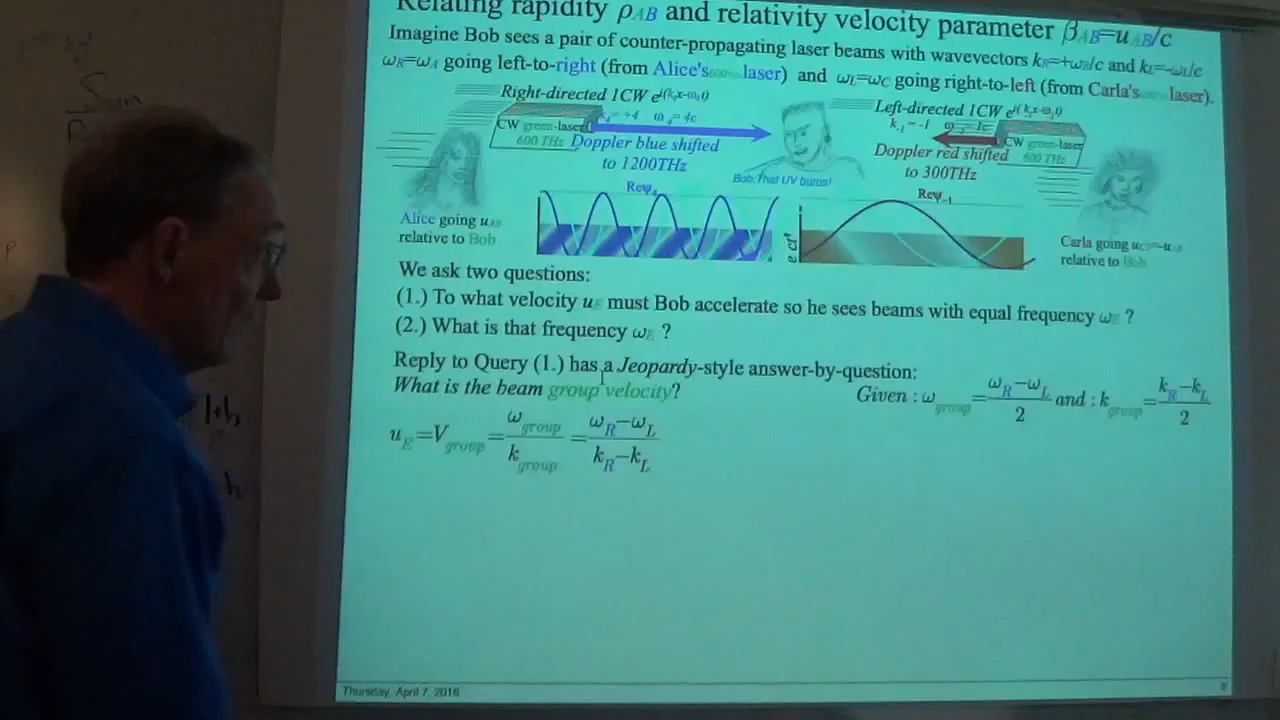 Relating rapidity ρAB and relativity velocity parameter βAB=uAB/c
Imagine Bob sees a pair of counter-propagating laser beams with wavevectors kR=+ωR/c and kL=-ωL/c
ωR=ωA going left-to-right (from Alice's laser) and ωL=ωC going right-to-left (from Carla's laser).
Right-directed 1CW
CW green-laser
600 THz
ω4=4c
Doppler blue shifted
to 1200THz
Bob: That UV burns!
Left-directed 1CW
Doppler red shifted
to 300THz
CW green-laser
600 THz
Alice going uAB
relative to Bob
Reψ4
Reψ-1
Carla going
relative to Bob
We ask two questions:
(1.) To what velocity uE must Bob accelerate so he sees beams with equal frequency ωE ?
(2.) What is that frequency ωE ?
Reply to Query (1.) has a Jeopardy-style answer-by-question:
What is the beam group velocity?
Given : ωgroup = ωR−ωL / 2 and : kgroup = kR−kL / 2
uE=Vgroup = ωgroup / kgroup = ωR−ωL / kR−kL
Thursday, April 7, 2016